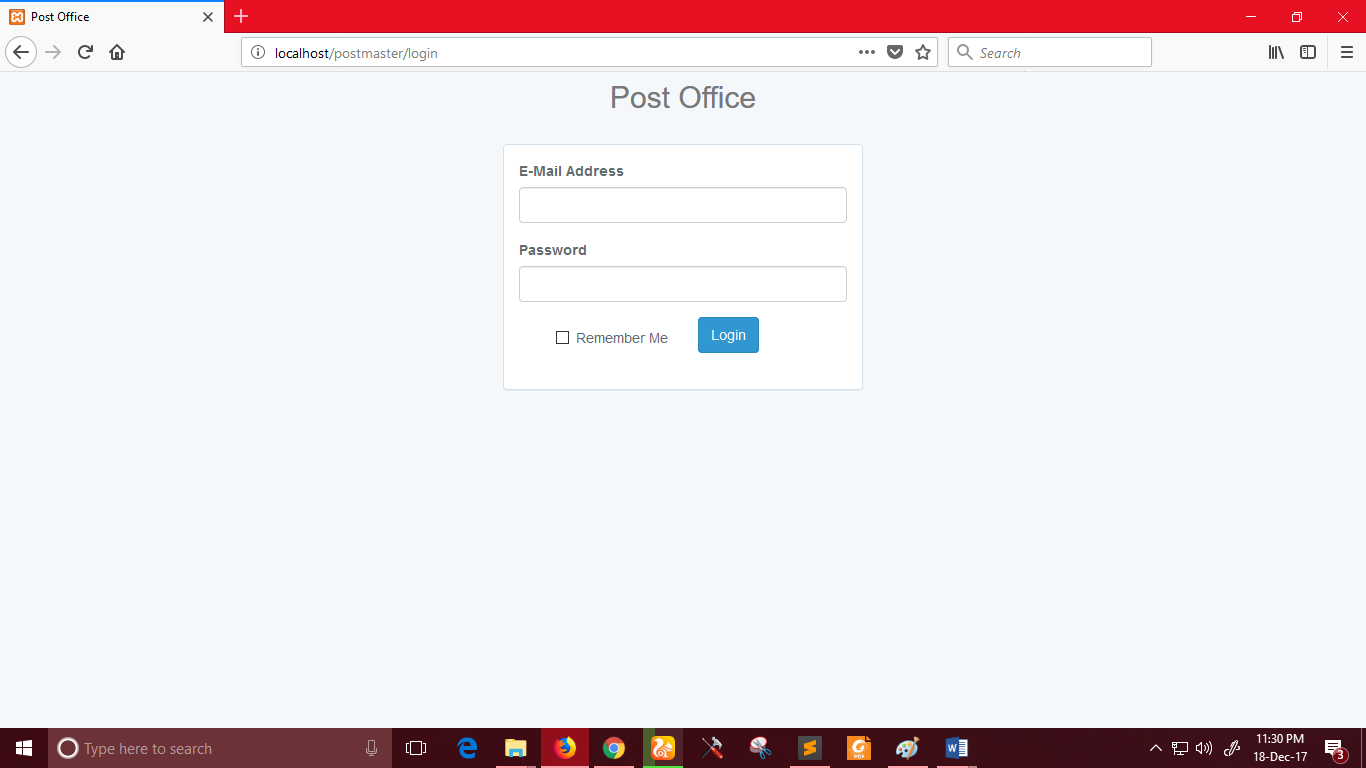 Post Office
localhost/postmaster/login
Search
Post Office
E-Mail Address
Password
Remember Me
Login
Type here to search
PDF
11:30 PM
18-Dec-17
3